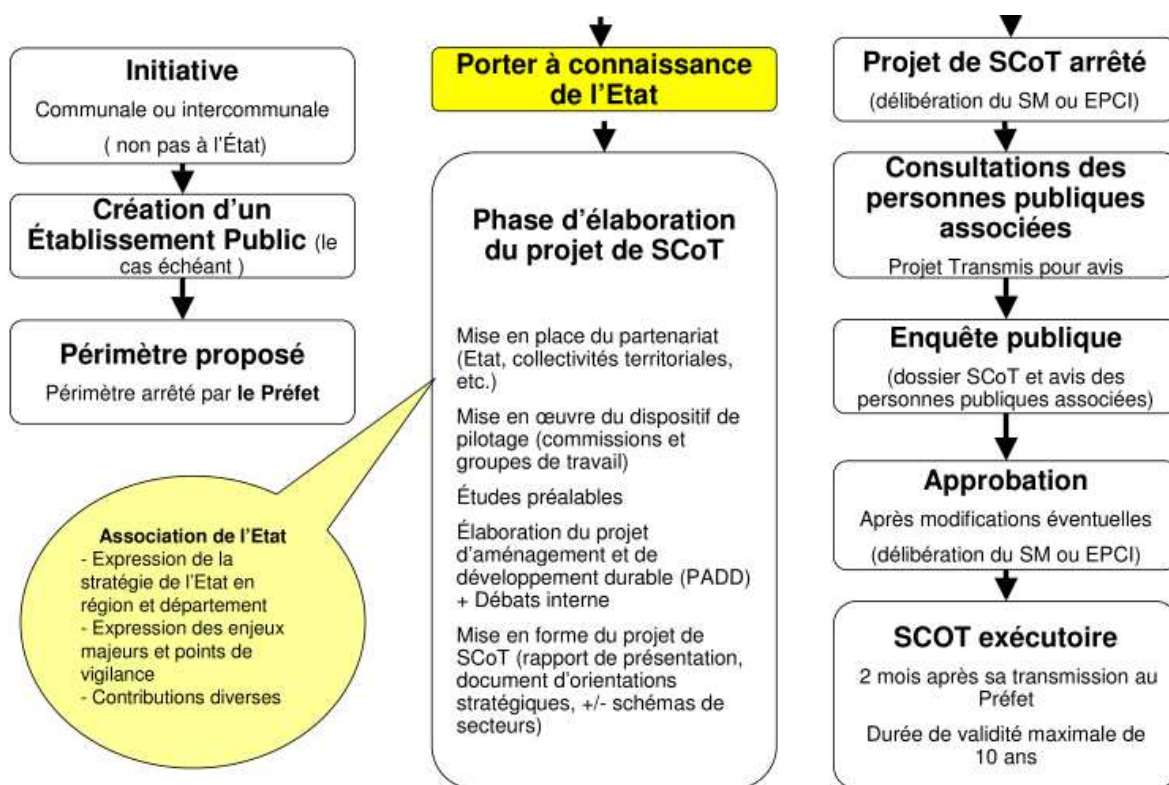 Initiative
Communale ou intercommunale
( non pas à l'État)
Création d'un
Établissement Public (le
cas échéant )
Périmètre proposé
Périmètre arrêté par le Préfet
Association de l'Etat
- Expression de la
stratégie de l'Etat en
région et département
- Expression des enjeux
majeurs et points de
vigilance
- Contributions diverses
Porter à connaissance
de l'Etat
Phase d'élaboration
du projet de SCoT
Mise en place du partenariat
(Etat, collectivités territoriales,
etc.)
Mise en œuvre du dispositif de
pilotage (commissions et
groupes de travail)
Études préalables
Élaboration du projet
d'aménagement et de
développement durable (PADD)
+ Débats interne
Mise en forme du projet de
SCoT (rapport de présentation,
document d'orientations
stratégiques, +/- schémas de
secteurs)
Projet de SCoT arrêté
(délibération du SM ou EPCI)
Consultations des
personnes publiques
associées
Projet Transmis pour avis
Enquête publique
(dossier SCoT et avis des
personnes publiques associées)
Approbation
Après modifications éventuelles
(délibération du SM ou EPCI)
SCOT exécutoire
2 mois après sa transmission au
Préfet
Durée de validité maximale de
10 ans